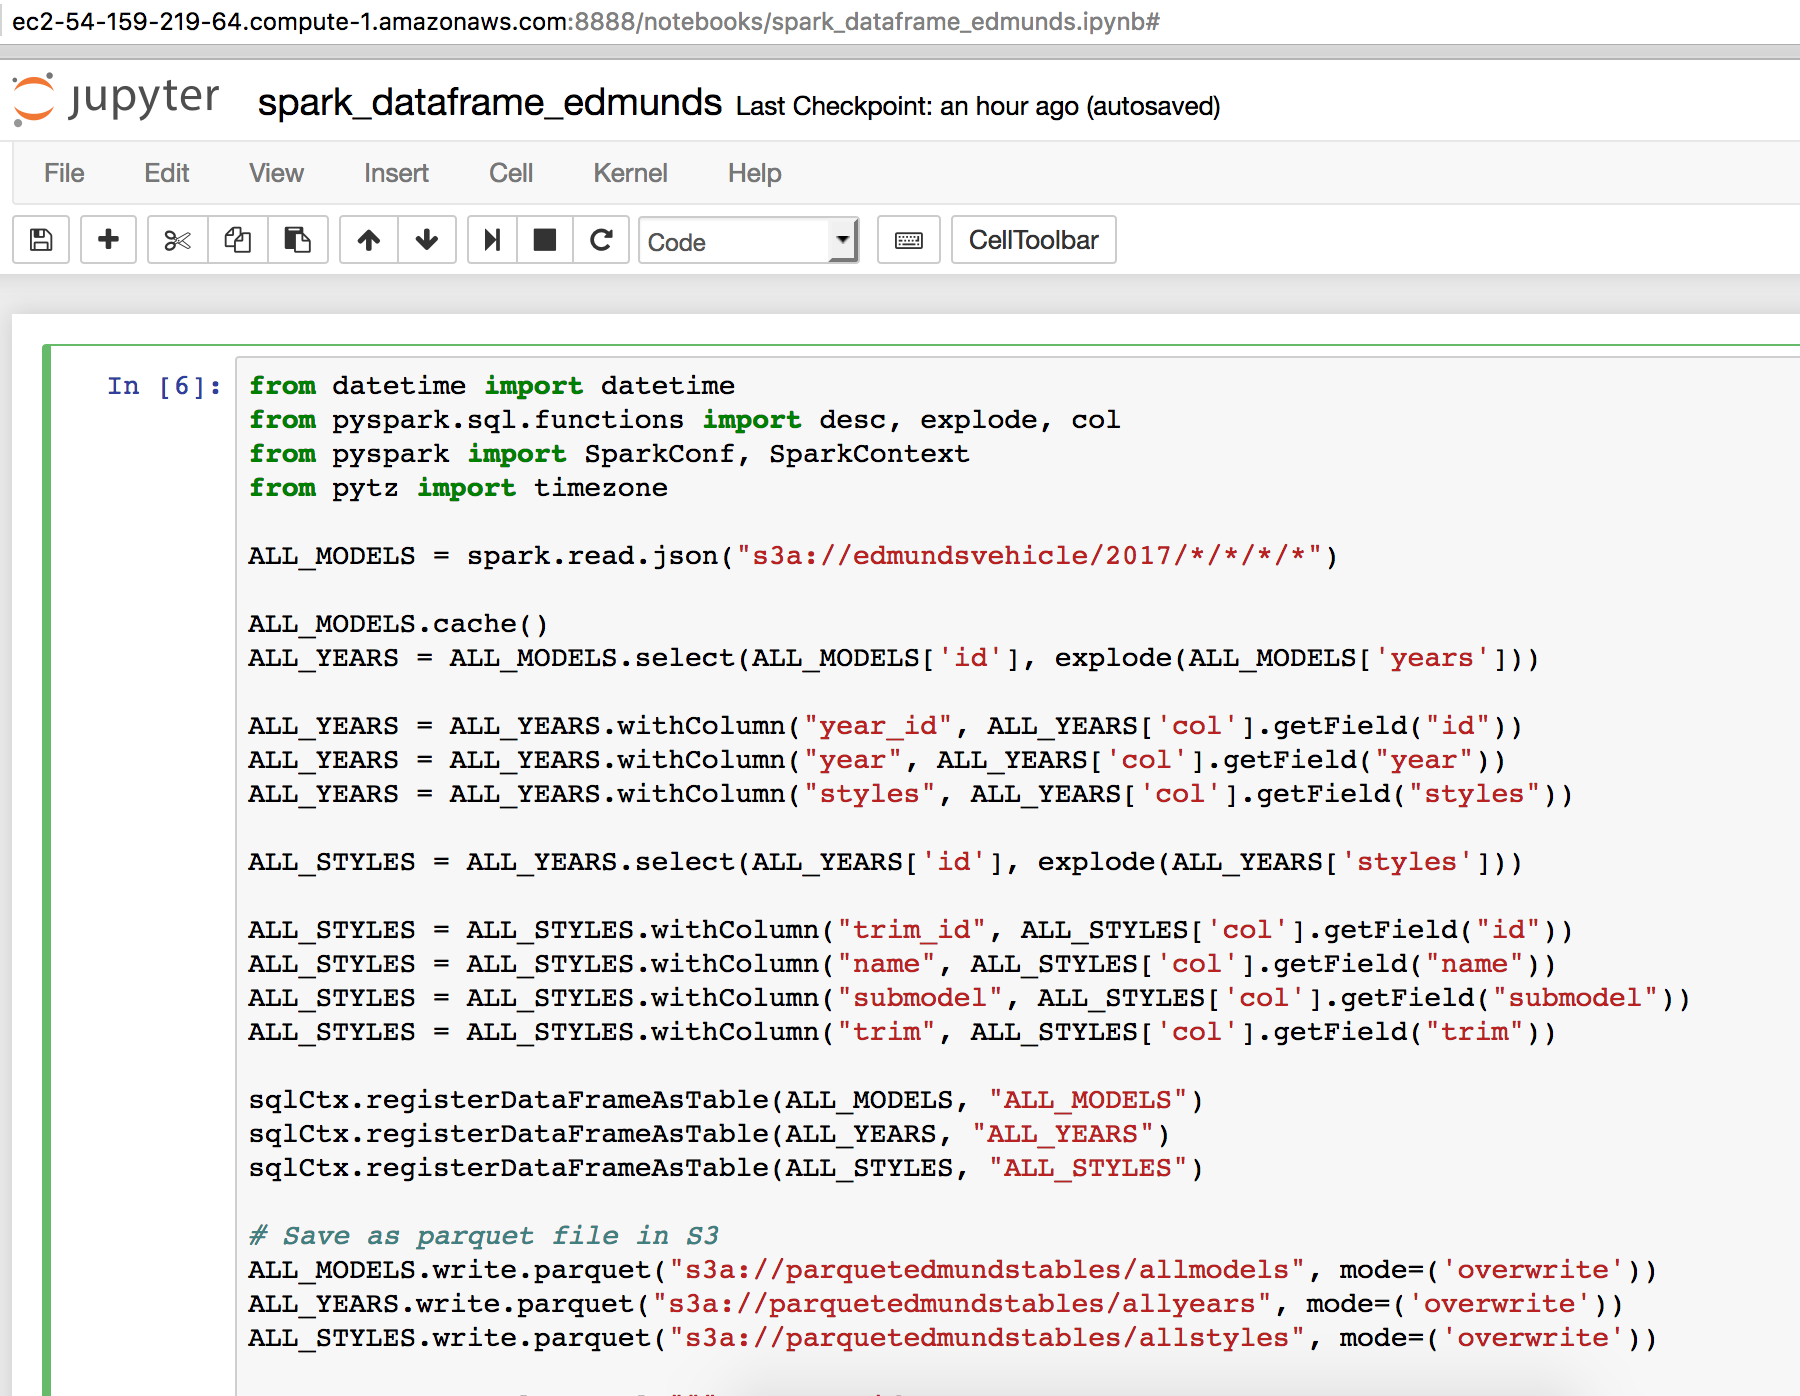 ec2-54-159-219-64.compute-1.amazonaws.com:8888/notebooks/spark_dataframe_edmunds.ipynb#
jupyter spark_dataframe_edmunds Last Checkpoint: an hour ago (autosaved)
File Edit View Insert Cell Kernel Help
Code CellToolbar
In [6]: from datetime import datetime
from pyspark.sql.functions import desc, explode, col
from pyspark import SparkConf, SparkContext
from pytz import timezone
ALL_MODELS = spark.read.json("s3a://edmundsvehicle/2017/*/*/*/*")
ALL_MODELS.cache()
ALL_YEARS = ALL_MODELS.select(ALL_MODELS['id'], explode(ALL_MODELS['years']))
ALL_YEARS = ALL_YEARS.withColumn("year_id", ALL_YEARS['col'].getField("id"))
ALL_YEARS = ALL_YEARS.withColumn("year", ALL_YEARS['col'].getField("year"))
ALL_YEARS = ALL_YEARS.withColumn("styles", ALL_YEARS['col'].getField("styles"))
ALL_STYLES = ALL_YEARS.select(ALL_YEARS['id'], explode(ALL_YEARS['styles']))
ALL_STYLES = ALL_STYLES.withColumn("trim_id", ALL_STYLES['col'].getField("id"))
ALL_STYLES = ALL_STYLES.withColumn("name", ALL_STYLES['col'].getField("name"))
ALL_STYLES = ALL_STYLES.withColumn("submodel", ALL_STYLES['col'].getField("submodel"))
ALL_STYLES = ALL_STYLES.withColumn("trim", ALL_STYLES['col'].getField("trim"))
sqlCtx.registerDataFrameAsTable(ALL_MODELS, "ALL_MODELS")
sqlCtx.registerDataFrameAsTable(ALL_YEARS, "ALL_YEARS")
sqlCtx.registerDataFrameAsTable(ALL_STYLES, "ALL_STYLES")
# Save as parquet file in S3
ALL_MODELS.write.parquet("s3a://parquetedmundstables/allmodels", mode=('overwrite'))
ALL_YEARS.write.parquet("s3a://parquetedmundstables/allyears", mode=('overwrite'))
ALL_STYLES.write.parquet("s3a://parquetedmundstables/allstyles", mode=('overwrite'))